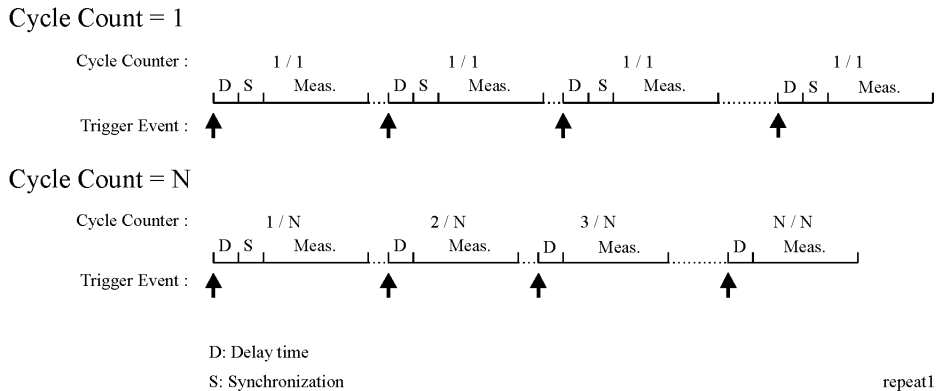 Cycle Count = 1
Cycle Counter : 1 / 1 1 / 1 1 / 1 1 / 1
D S Meas. D S Meas. D S Meas. D S Meas.
Trigger Event :
Cycle Count = N
Cycle Counter : 1 / N 2 / N 3 / N N / N
D S Meas. D Meas. D Meas. D Meas.
Trigger Event :
D: Delay time
S: Synchronization repeat1